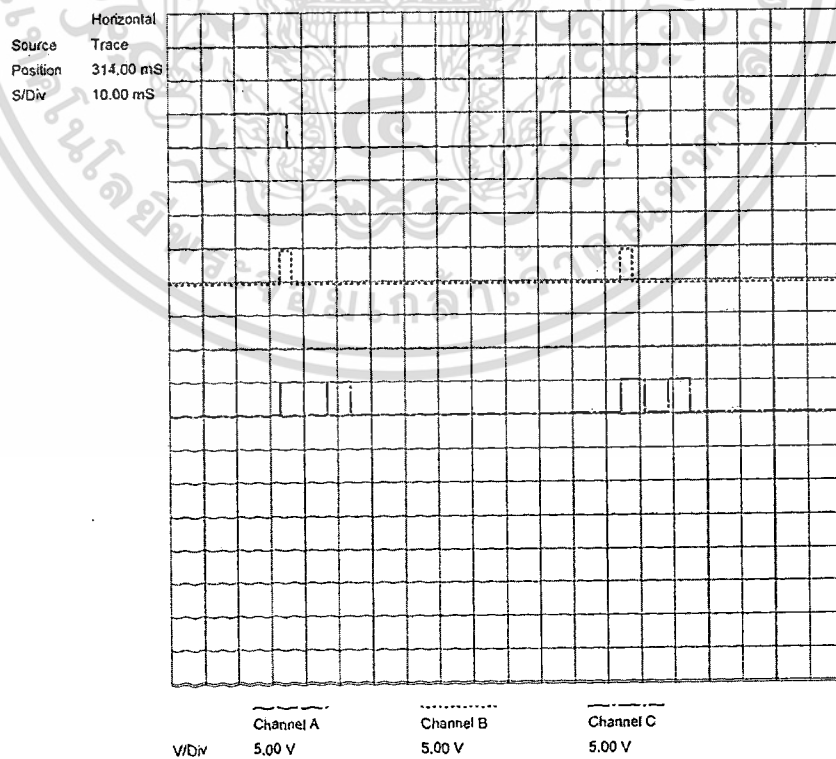 Horizontal
Source Trace
Position 314.00 mS
S/Div 10.00 mS
Channel A Channel B Channel C
V/Div 5.00 V 5.00 V 5.00 V